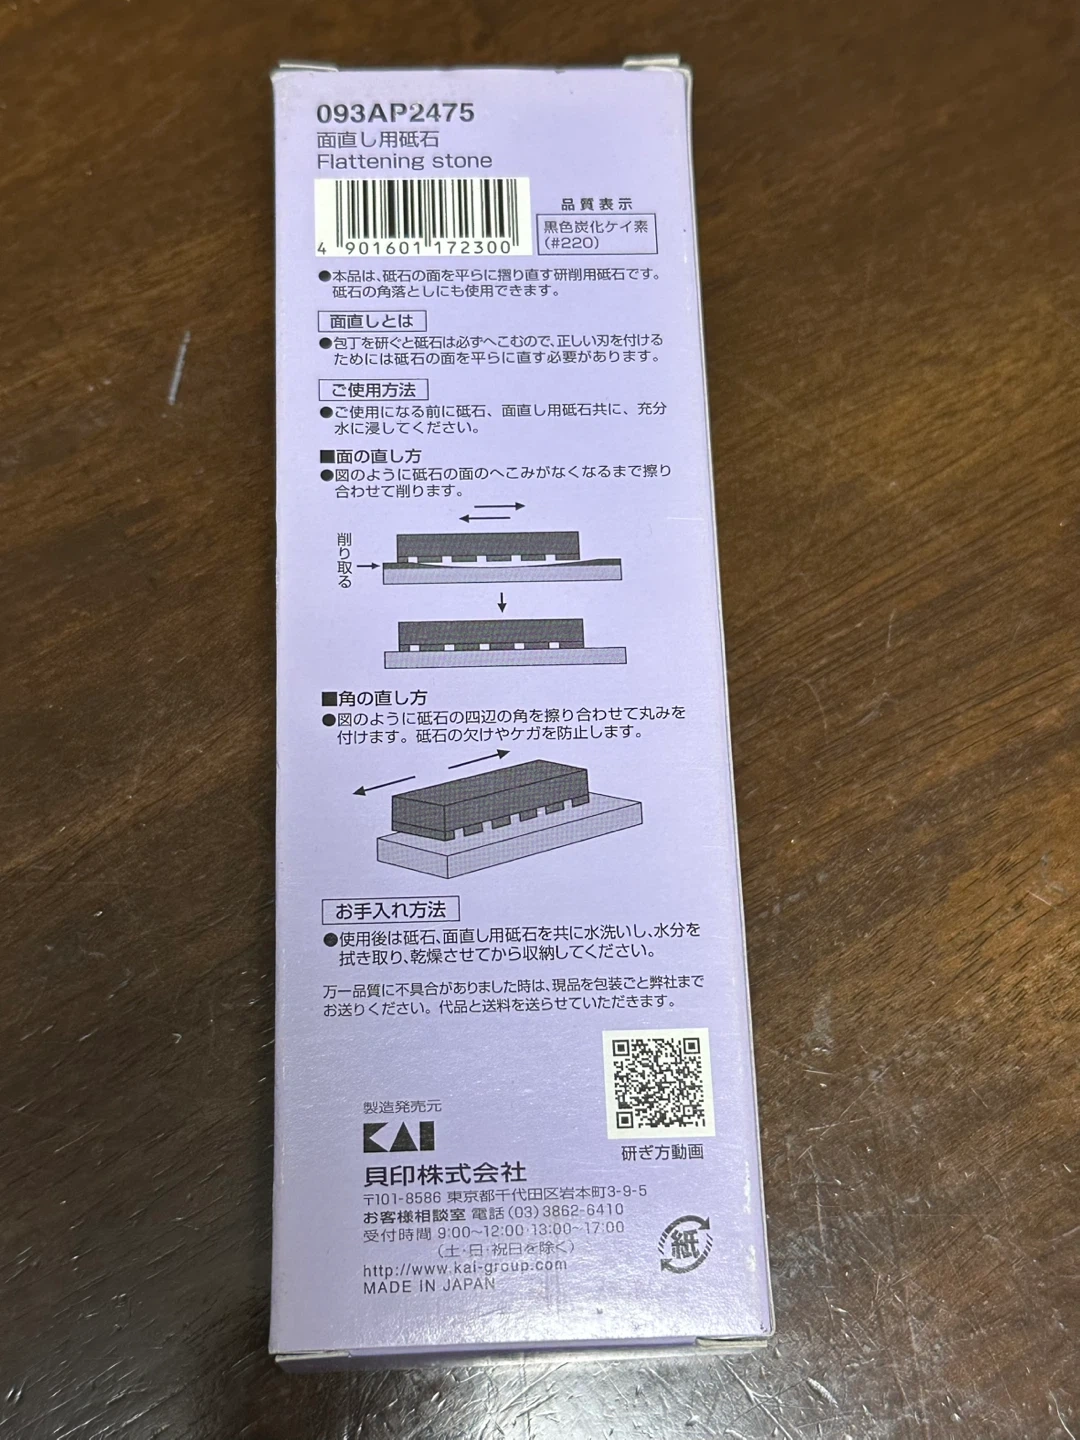 093AP2475
面直し用砥石
Flattening stone
4 901601 172300
品質表示
黒色炭化ケイ素
(#220)
●本品は、砥石の面を平らに摺り直す研削用砥石です。
砥石の角落としにも使用できます。
面直しとは
●包丁を研ぐと砥石は必ずへこむので、正しい刃を付ける
ためには砥石の面を平らに直す必要があります。
ご使用方法
●ご使用になる前に砥石、面直し用砥石共に、充分
水に浸してください。
■面の直し方
●図のように砥石の面のへこみがなくなるまで擦り
合わせて削ります。
削り取る
■角の直し方
●図のように砥石の四辺の角を擦り合わせて丸みを
付けます。砥石の欠けやケガを防止します。
お手入れ方法
●使用後は砥石、面直し用砥石を共に水洗いし、水分を
拭き取り、乾燥させてから収納してください。
万一品質に不具合がありました時は、現品を包装ごと弊社まで
お送りください。代品と送料を送らせていただきます。
研ぎ方動画
製造発売元
KAI
貝印株式会社
〒101-8586 東京都千代田区岩本町3-9-5
お客様相談室 電話(03)3862-6410
受付時間 9:00~12:00・13:00~17:00
(土・日・祝日を除く)
http://www.kai-group.com
MADE IN JAPAN
紙